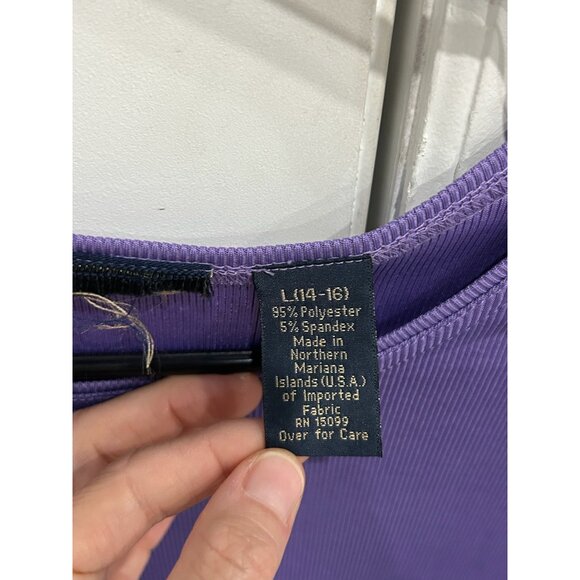 L(14-16)
95% Polyester
5% Spandex
Made in
Northern
Mariana
Islands (U.S.A.)
of Imported
Fabric
RN 15099
Over for Care